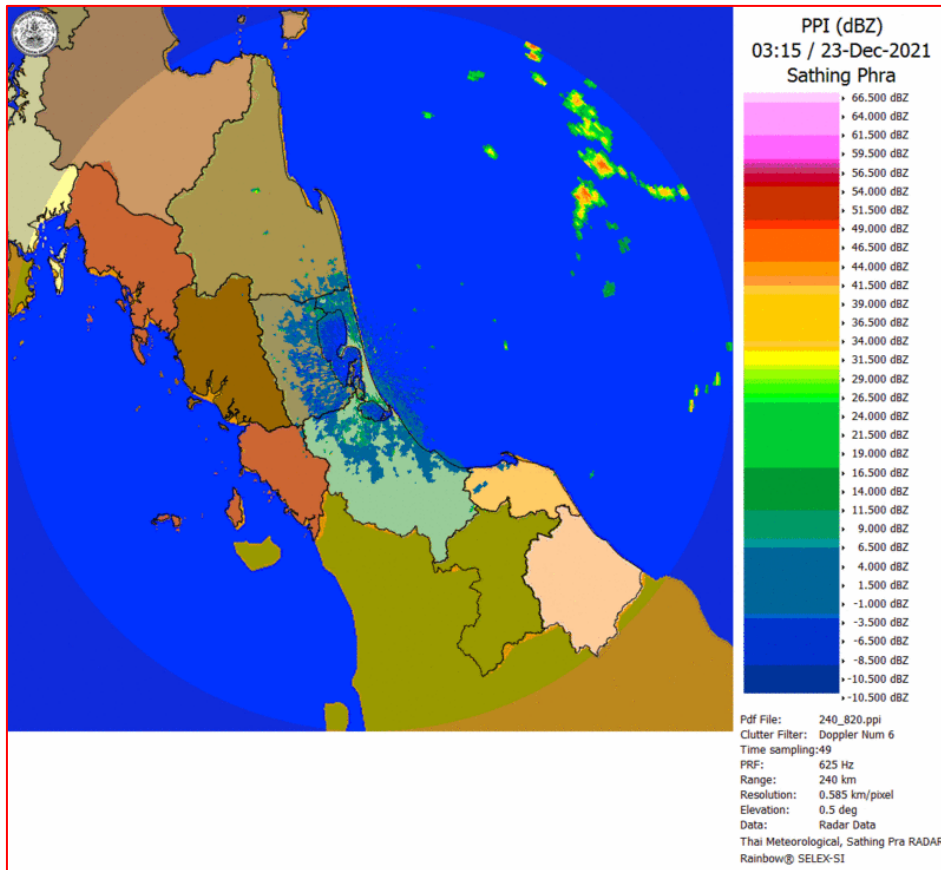 PPI (dBZ)
03:15 / 23-Dec-2021
Sathing Phra
66.500 dBZ
64.000 dBZ
61.500 dBZ
59.500 dBZ
56.500 dBZ
54.000 dBZ
51.500 dBZ
49.000 dBZ
46.500 dBZ
44.000 dBZ
41.500 dBZ
39.000 dBZ
36.500 dBZ
34.000 dBZ
31.500 dBZ
29.000 dBZ
26.500 dBZ
24.000 dBZ
21.500 dBZ
19.000 dBZ
16.500 dBZ
14.000 dBZ
11.500 dBZ
9.000 dBZ
6.500 dBZ
4.000 dBZ
1.500 dBZ
-1.000 dBZ
-3.500 dBZ
-6.500 dBZ
-8.500 dBZ
-10.500 dBZ
-10.500 dBZ
Pdf File: 240_820.ppi
Clutter Filter: Doppler Num 6
Time sampling:49
PRF: 625 Hz
Range: 240 km
Resolution: 0.585 km/pixel
Elevation: 0.5 deg
Data: Radar Data
Thai Meteorological, Sathing Pra RADAR
Rainbow® SELEX-SI